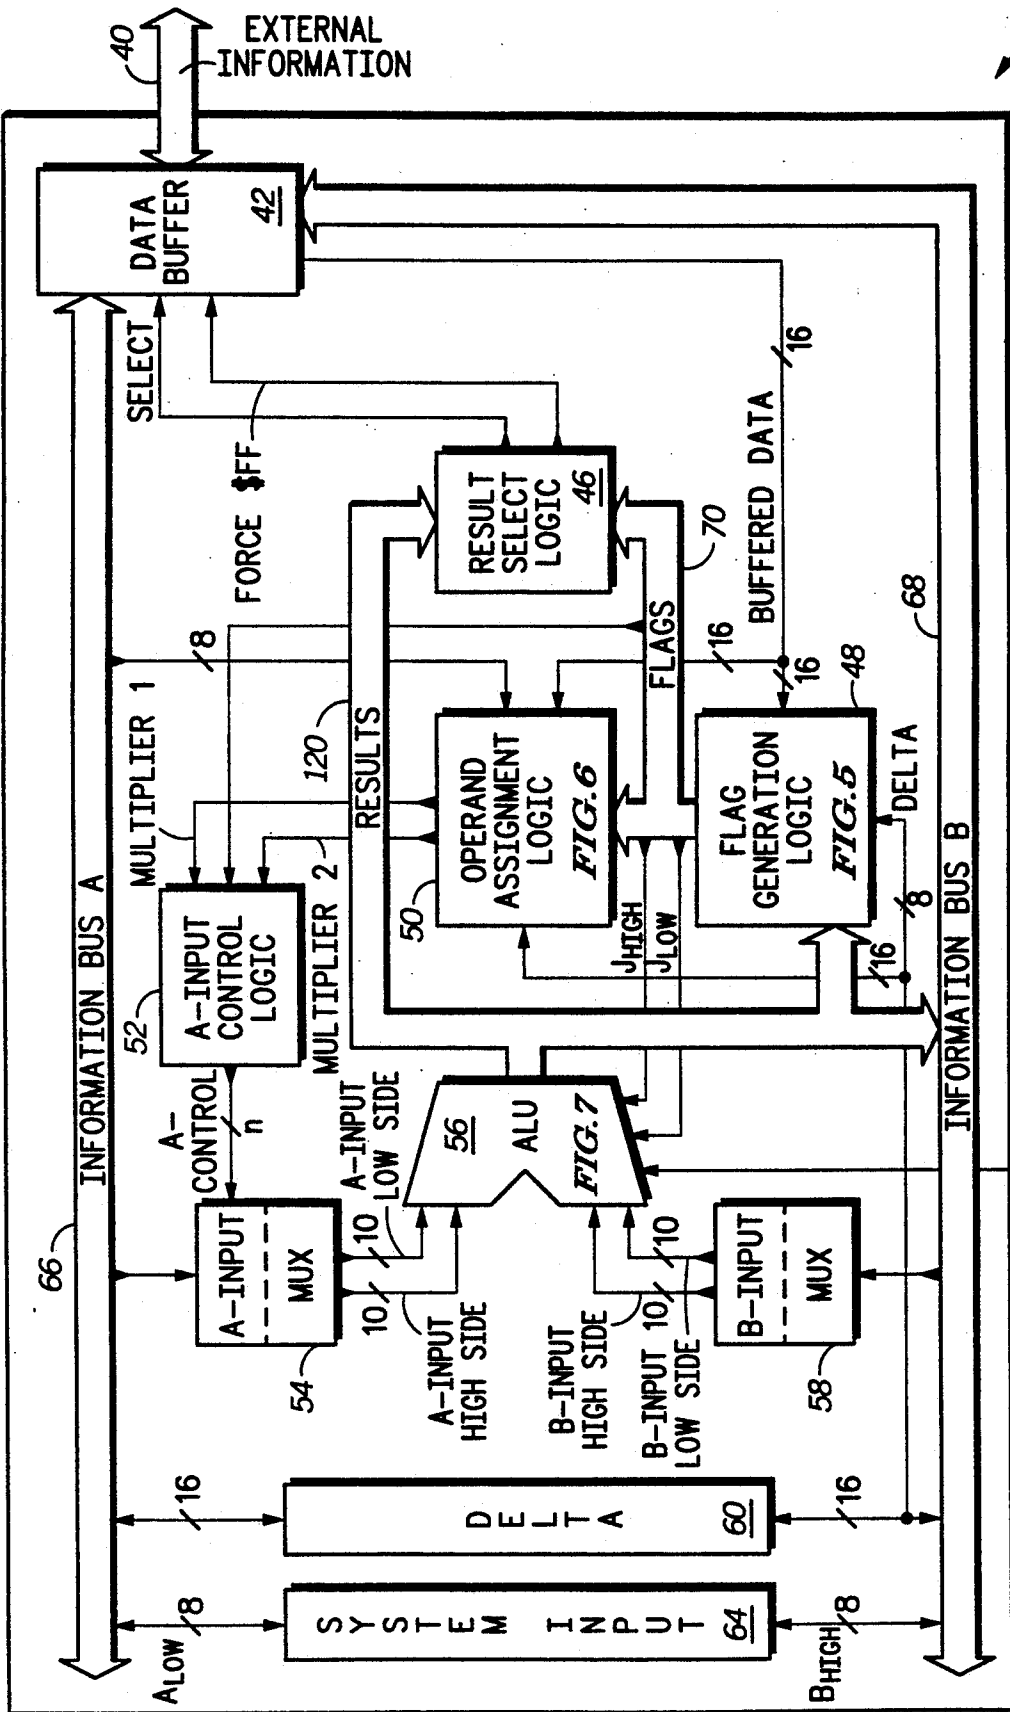 EXTERNAL
INFORMATION
40
DATA
BUFFER
42
SELECT
FORCE $FF
16
BUFFERED DATA
RESULT
SELECT
LOGIC
46
70
68
FLAGS
8
16
16
MULTIPLIER 1
120
RESULTS
MULTIPLIER 2
50
OPERAND
ASSIGNMENT
LOGIC
FIG.6
48
FLAG
GENERATION
LOGIC
FIG.5
DELTA
8
16
JHIGH
JLOW
INFORMATION BUS A
INFORMATION BUS B
66
52
A-INPUT
CONTROL
LOGIC
A-
CONTROL
n
A-INPUT
LOW SIDE
56
ALU
FIG.7
A-INPUT
MUX
54
10
10
A-INPUT
HIGH SIDE
B-INPUT
HIGH SIDE
10
10
B-INPUT
LOW SIDE
B-INPUT
MUX
58
16
DELTA
60
16
ALOW
8
SYSTEM INPUT
64
8
BHIGH